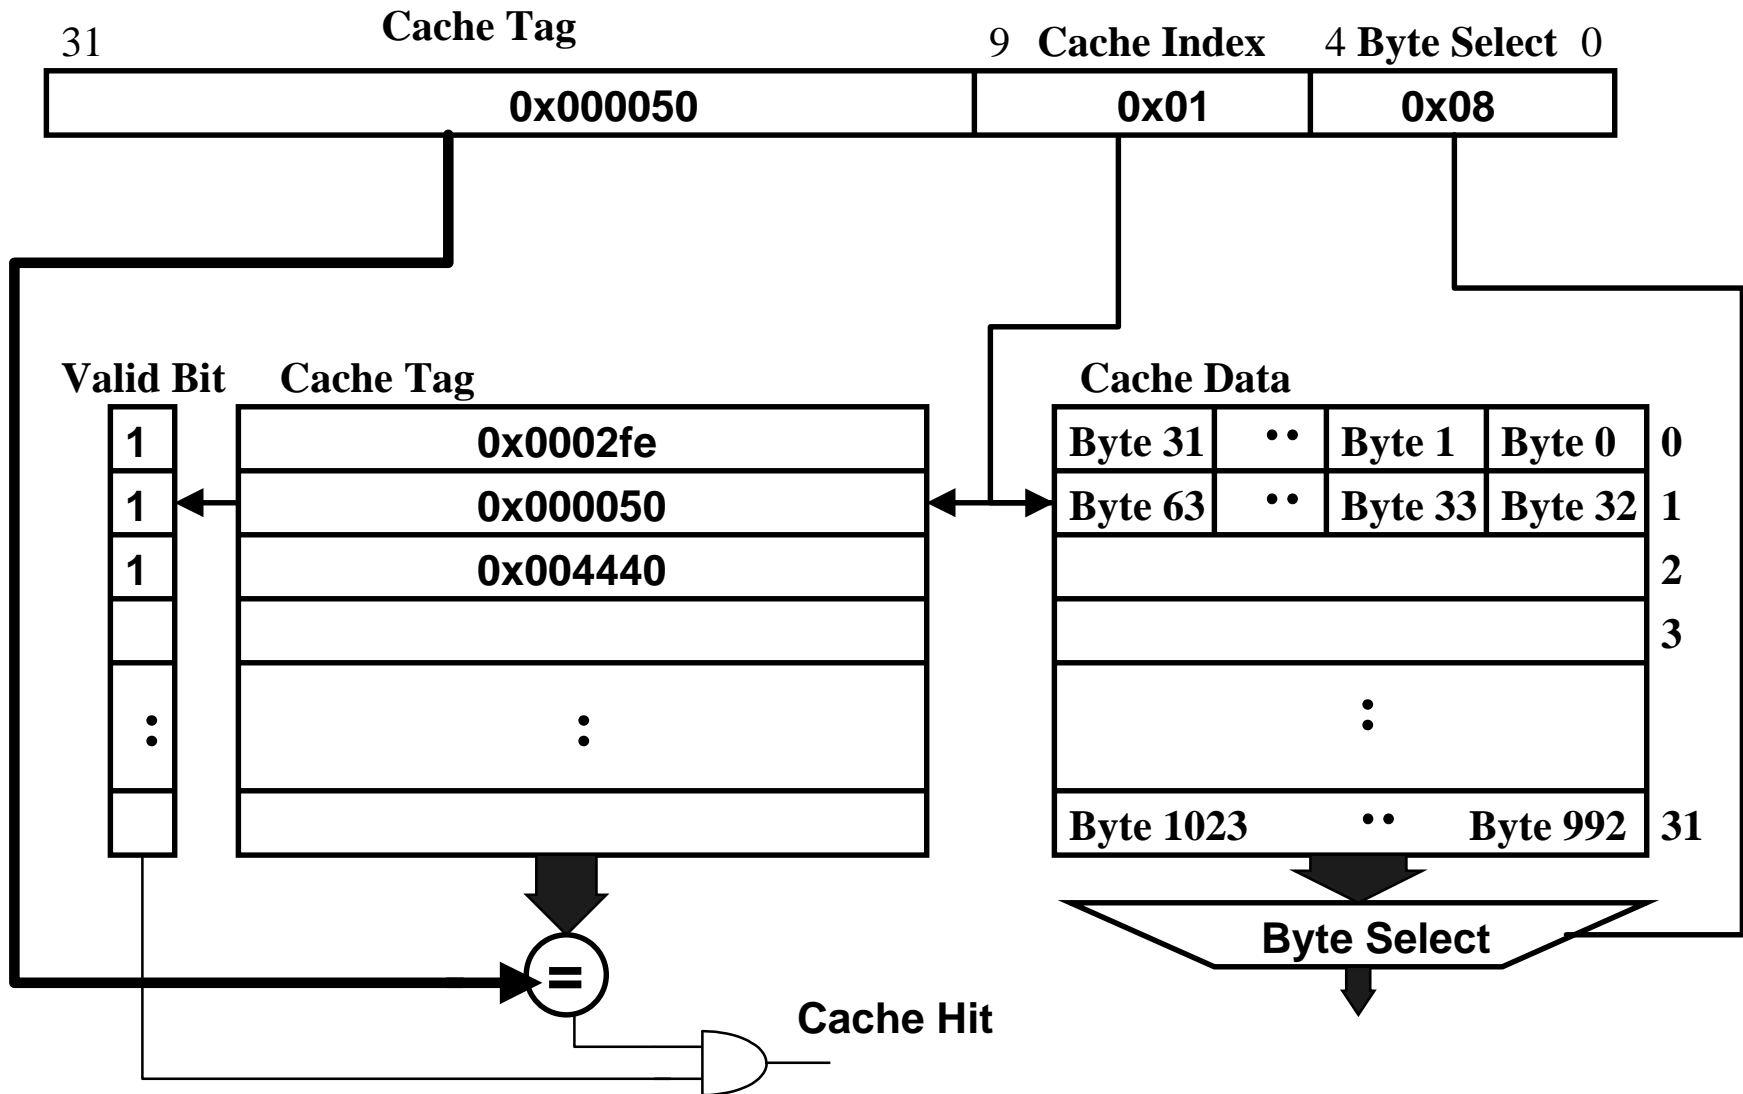 Cache Tag
31 9 Cache Index 4 Byte Select 0
0x000050 0x01 0x08
Valid Bit Cache Tag Cache Data
1 0x0002fe Byte 31 ·· Byte 1 Byte 0 0
1 0x000050 Byte 63 ·· Byte 33 Byte 32 1
1 0x004440 2
3
: : :
Byte 1023 ·· Byte 992 31
Byte Select
=
Cache Hit